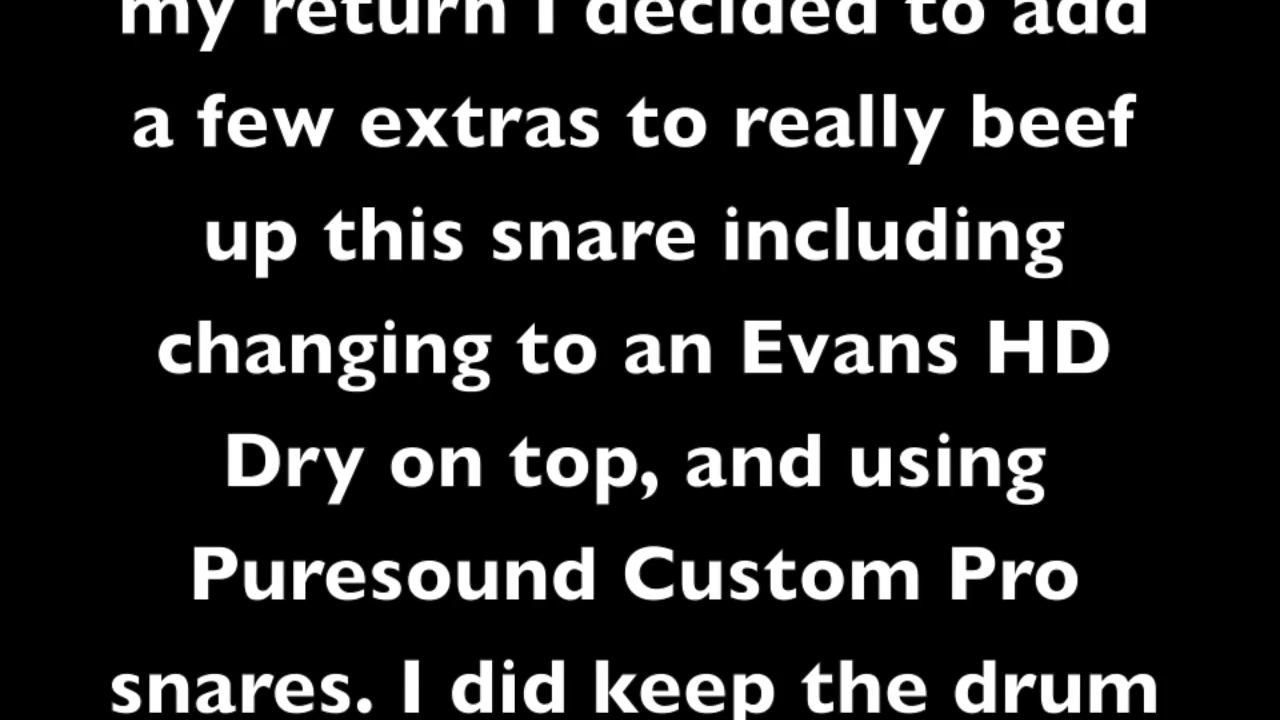 my return I decided to add
a few extras to really beef
up this snare including
changing to an Evans HD
Dry on top, and using
Puresound Custom Pro
snares. I did keep the drum